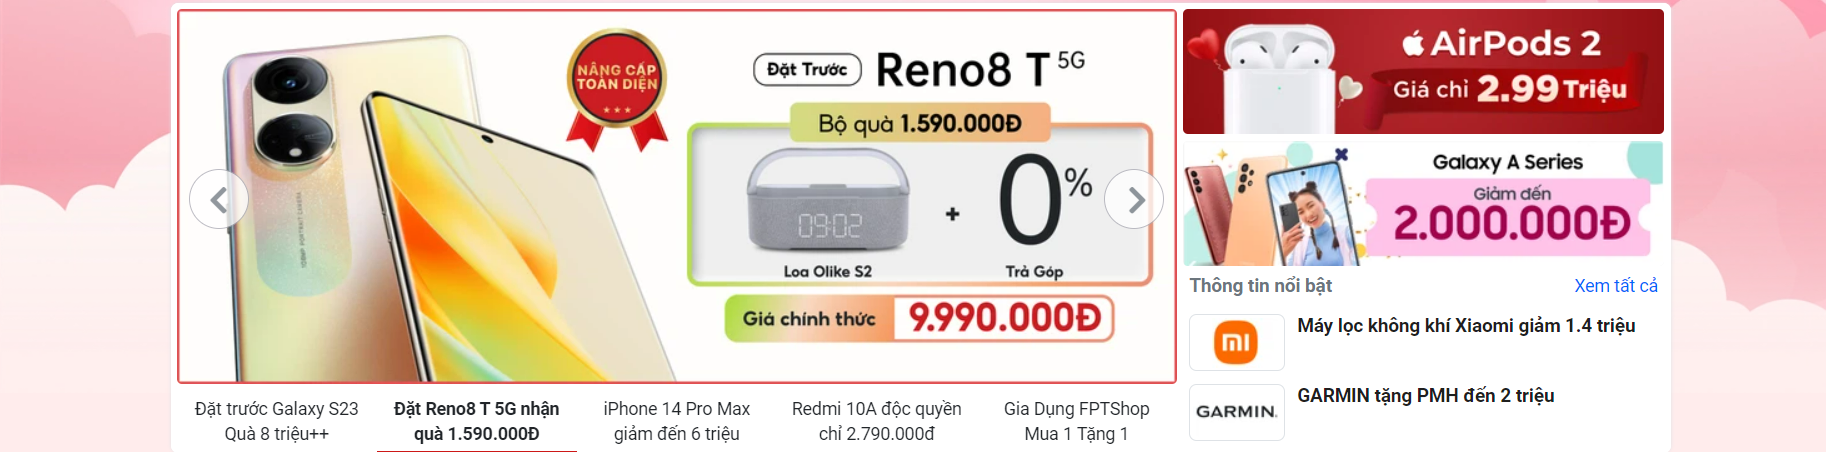 NÂNG CẤP
TOÀN DIỆN
Đặt Trước Reno8 T 5G
Bộ quà 1.590.000Đ
09:02
+
0%
Loa Olike S2
Trả Góp
Giá chính thức 9.990.000Đ
Đặt trước Galaxy S23
Quà 8 triệu++
Đặt Reno8 T 5G nhận
quà 1.590.000Đ
iPhone 14 Pro Max
giảm đến 6 triệu
Redmi 10A độc quyền
chỉ 2.790.000đ
Gia Dụng FPTShop
Mua 1 Tặng 1
AirPods 2
Giá chỉ 2.99 Triệu
Galaxy A Series
Giảm đến
2.000.000Đ
Thông tin nổi bật
Xem tất cả
mi
Máy lọc không khí Xiaomi giảm 1.4 triệu
GARMIN.
GARMIN tặng PMH đến 2 triệu